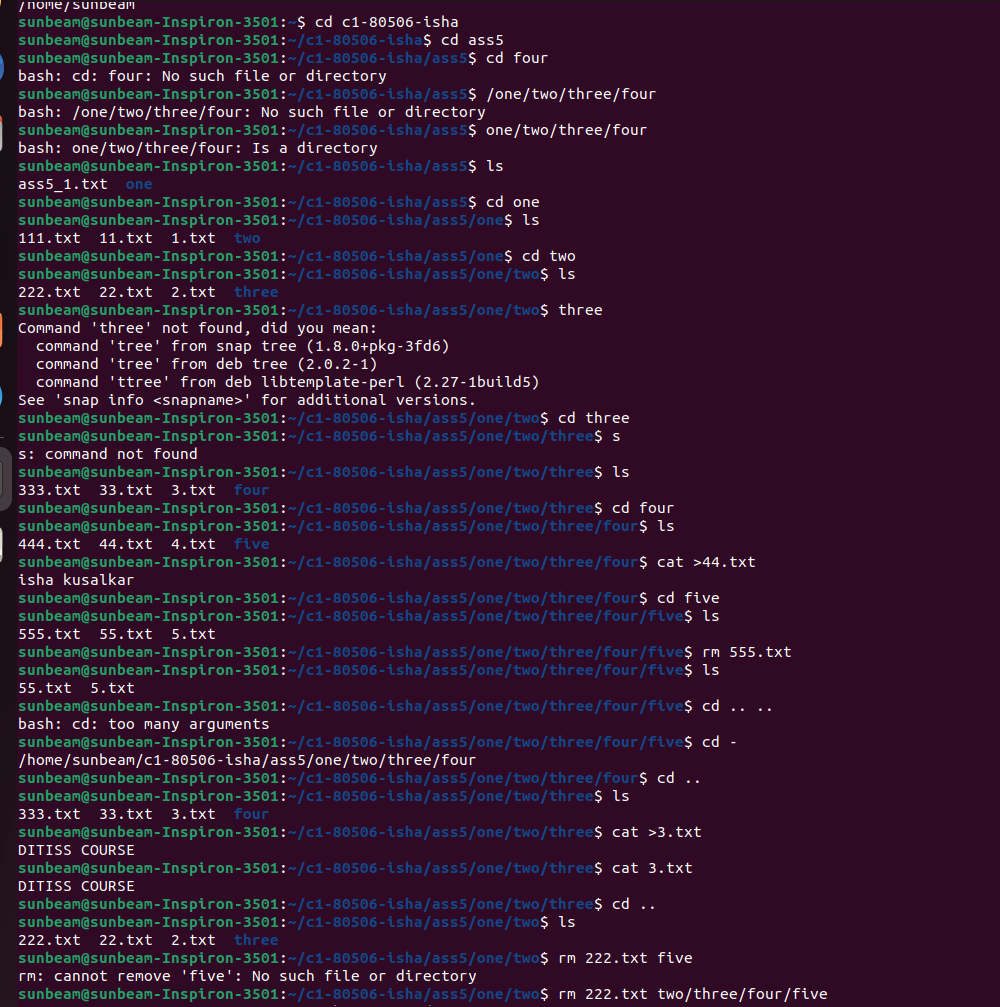 /home/sunbeam
sunbeam@sunbeam-Inspiron-3501:~$ cd c1-80506-isha
sunbeam@sunbeam-Inspiron-3501:~/c1-80506-isha$ cd ass5
sunbeam@sunbeam-Inspiron-3501:~/c1-80506-isha/ass5$ cd four
bash: cd: four: No such file or directory
sunbeam@sunbeam-Inspiron-3501:~/c1-80506-isha/ass5$ /one/two/three/four
bash: /one/two/three/four: No such file or directory
sunbeam@sunbeam-Inspiron-3501:~/c1-80506-isha/ass5$ one/two/three/four
bash: one/two/three/four: Is a directory
sunbeam@sunbeam-Inspiron-3501:~/c1-80506-isha/ass5$ ls
ass5_1.txt  one
sunbeam@sunbeam-Inspiron-3501:~/c1-80506-isha/ass5$ cd one
sunbeam@sunbeam-Inspiron-3501:~/c1-80506-isha/ass5/one$ ls
111.txt  11.txt  1.txt  two
sunbeam@sunbeam-Inspiron-3501:~/c1-80506-isha/ass5/one$ cd two
sunbeam@sunbeam-Inspiron-3501:~/c1-80506-isha/ass5/one/two$ ls
222.txt  22.txt  2.txt  three
sunbeam@sunbeam-Inspiron-3501:~/c1-80506-isha/ass5/one/two$ three
Command 'three' not found, did you mean:
  command 'tree' from snap tree (1.8.0+pkg-3fd6)
  command 'tree' from deb tree (2.0.2-1)
  command 'ttree' from deb libtemplate-perl (2.27-1build5)
See 'snap info <snapname>' for additional versions.
sunbeam@sunbeam-Inspiron-3501:~/c1-80506-isha/ass5/one/two$ cd three
sunbeam@sunbeam-Inspiron-3501:~/c1-80506-isha/ass5/one/two/three$ s
s: command not found
sunbeam@sunbeam-Inspiron-3501:~/c1-80506-isha/ass5/one/two/three$ ls
333.txt  33.txt  3.txt  four
sunbeam@sunbeam-Inspiron-3501:~/c1-80506-isha/ass5/one/two/three$ cd four
sunbeam@sunbeam-Inspiron-3501:~/c1-80506-isha/ass5/one/two/three/four$ ls
444.txt  44.txt  4.txt  five
sunbeam@sunbeam-Inspiron-3501:~/c1-80506-isha/ass5/one/two/three/four$ cat >44.txt
isha kusalkar
sunbeam@sunbeam-Inspiron-3501:~/c1-80506-isha/ass5/one/two/three/four$ cd five
sunbeam@sunbeam-Inspiron-3501:~/c1-80506-isha/ass5/one/two/three/four/five$ ls
555.txt  55.txt  5.txt
sunbeam@sunbeam-Inspiron-3501:~/c1-80506-isha/ass5/one/two/three/four/five$ rm 555.txt
sunbeam@sunbeam-Inspiron-3501:~/c1-80506-isha/ass5/one/two/three/four/five$ ls
55.txt  5.txt
sunbeam@sunbeam-Inspiron-3501:~/c1-80506-isha/ass5/one/two/three/four/five$ cd .. ..
bash: cd: too many arguments
sunbeam@sunbeam-Inspiron-3501:~/c1-80506-isha/ass5/one/two/three/four/five$ cd -
/home/sunbeam/c1-80506-isha/ass5/one/two/three/four
sunbeam@sunbeam-Inspiron-3501:~/c1-80506-isha/ass5/one/two/three/four$ cd ..
sunbeam@sunbeam-Inspiron-3501:~/c1-80506-isha/ass5/one/two/three$ ls
333.txt  33.txt  3.txt  four
sunbeam@sunbeam-Inspiron-3501:~/c1-80506-isha/ass5/one/two/three$ cat >3.txt
DITISS COURSE
sunbeam@sunbeam-Inspiron-3501:~/c1-80506-isha/ass5/one/two/three$ cat 3.txt
DITISS COURSE
sunbeam@sunbeam-Inspiron-3501:~/c1-80506-isha/ass5/one/two/three$ cd ..
sunbeam@sunbeam-Inspiron-3501:~/c1-80506-isha/ass5/one/two$ ls
222.txt  22.txt  2.txt  three
sunbeam@sunbeam-Inspiron-3501:~/c1-80506-isha/ass5/one/two$ rm 222.txt five
rm: cannot remove 'five': No such file or directory
sunbeam@sunbeam-Inspiron-3501:~/c1-80506-isha/ass5/one/two$ rm 222.txt two/three/four/five